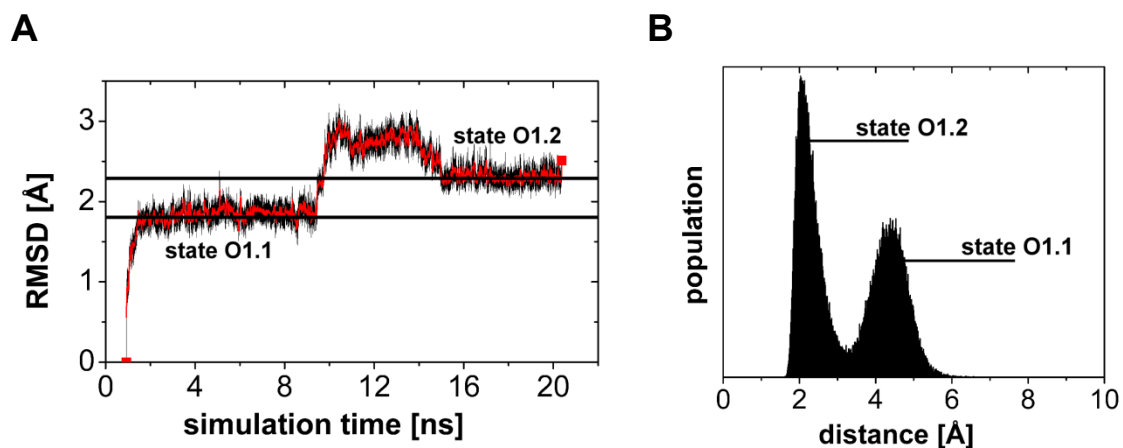 A
RMSD [Å]
3
2
1
0
state O1.2
state O1.1
0
4
8
12
16
20
simulation time [ns]
B
population
state O1.2
state O1.1
0
2
4
6
8
10
distance [Å]